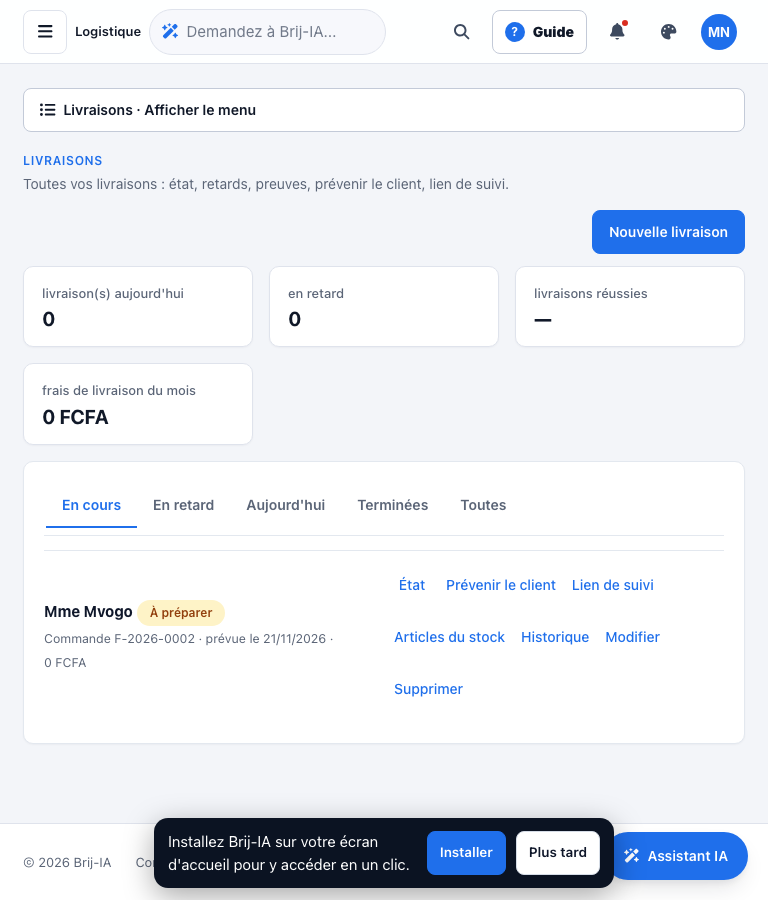 Logistique
Demandez à Brij-IA...
? Guide
MN
Livraisons · Afficher le menu
LIVRAISONS
Toutes vos livraisons : état, retards, preuves, prévenir le client, lien de suivi.
Nouvelle livraison
livraison(s) aujourd'hui
0
en retard
0
livraisons réussies
—
frais de livraison du mois
0 FCFA
En cours En retard Aujourd'hui Terminées Toutes
Mme Mvogo À préparer
Commande F-2026-0002 · prévue le 21/11/2026 ·
0 FCFA
État Prévenir le client Lien de suivi
Articles du stock Historique Modifier
Supprimer
© 2026 Brij-IA
Installez Brij-IA sur votre écran
d'accueil pour y accéder en un clic.
Installer
Plus tard
Assistant IA